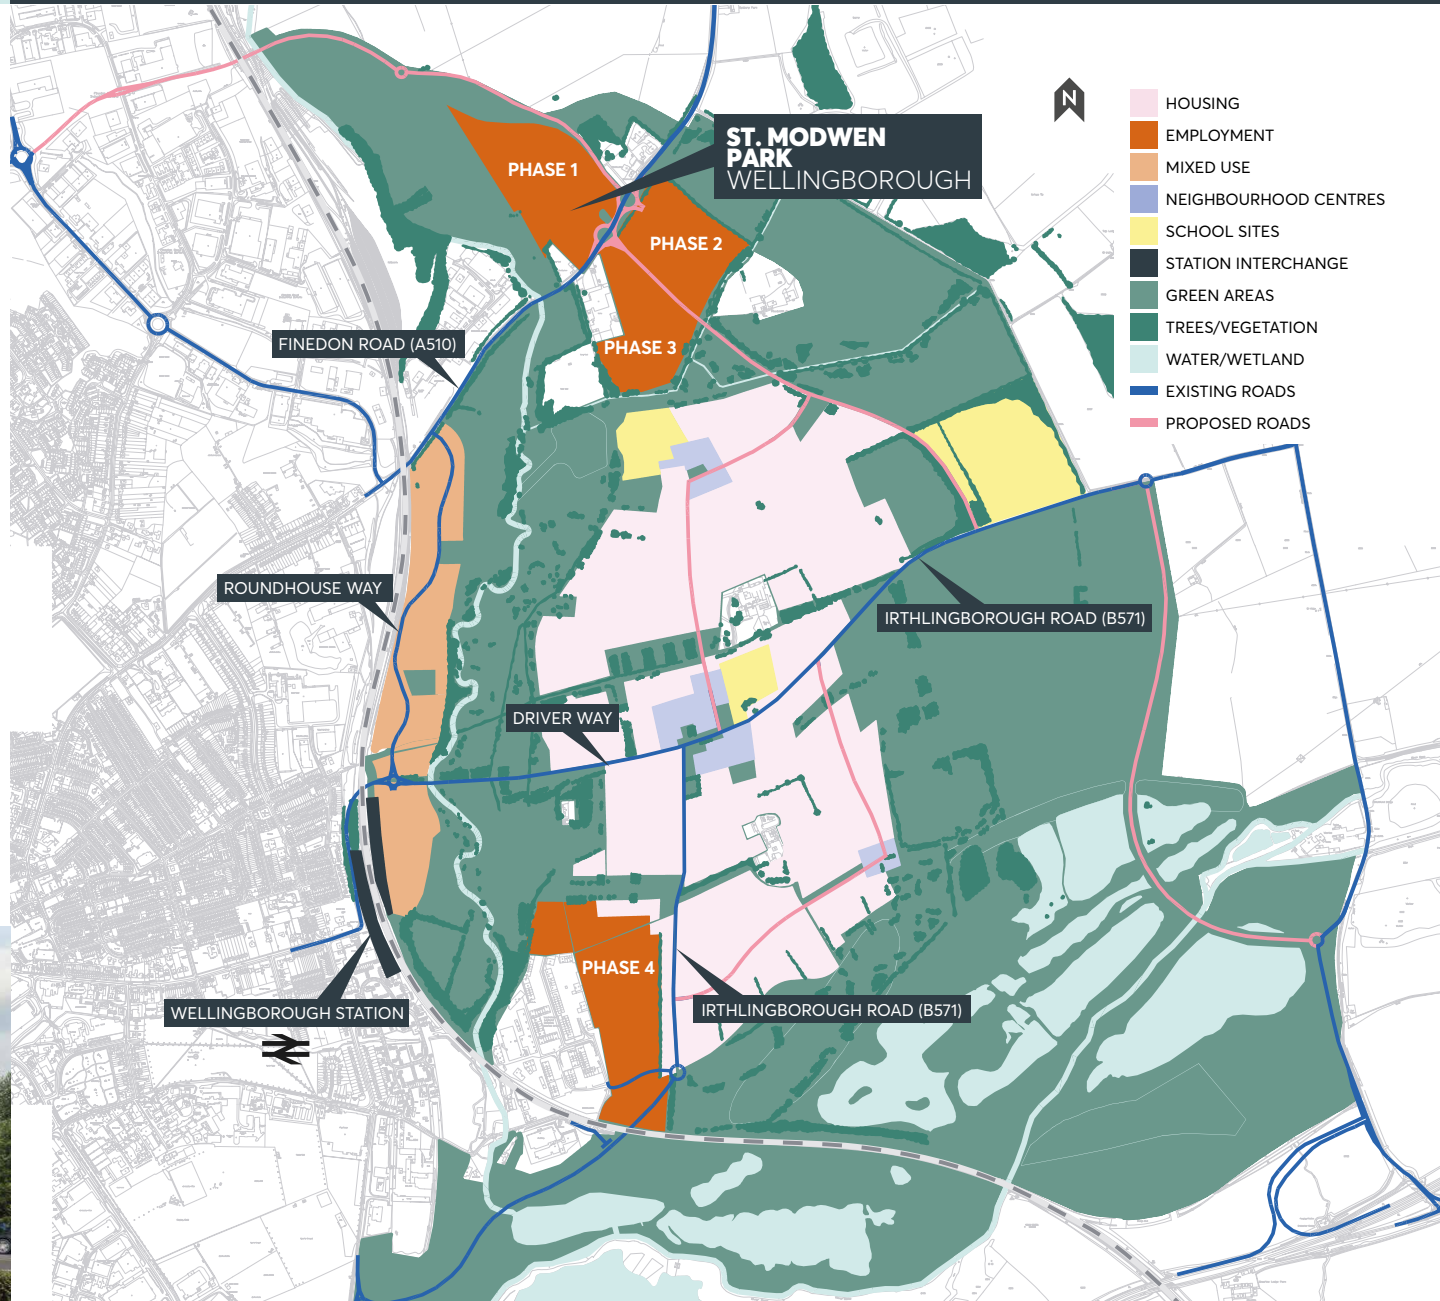 ST. MODWEN
PARK
WELLINGBOROUGH
N
HOUSING
EMPLOYMENT
MIXED USE
NEIGHBOURHOOD CENTRES
SCHOOL SITES
STATION INTERCHANGE
GREEN AREAS
TREES/VEGETATION
WATER/WETLAND
EXISTING ROADS
PROPOSED ROADS
PHASE 1
PHASE 2
PHASE 3
FINEDON ROAD (A510)
ROUNDHOUSE WAY
IRTHLINGBOROUGH ROAD (B571)
DRIVER WAY
PHASE 4
WELLINGBOROUGH STATION
IRTHLINGBOROUGH ROAD (B571)